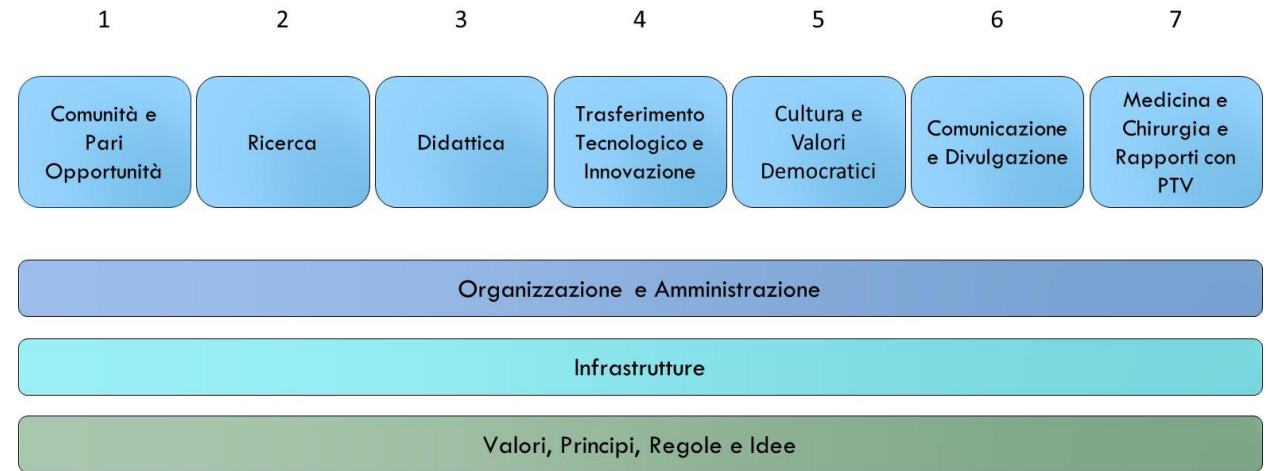 1 2 3 4 5 6 7
Comunità e
Pari
Opportunità
Ricerca
Didattica
Trasferimento
Tecnologico e
Innovazione
Cultura e
Valori
Democratici
Comunicazione
e Divulgazione
Medicina e
Chirurgia e
Rapporti con
PTV
Organizzazione e Amministrazione
Infrastrutture
Valori, Principi, Regole e Idee